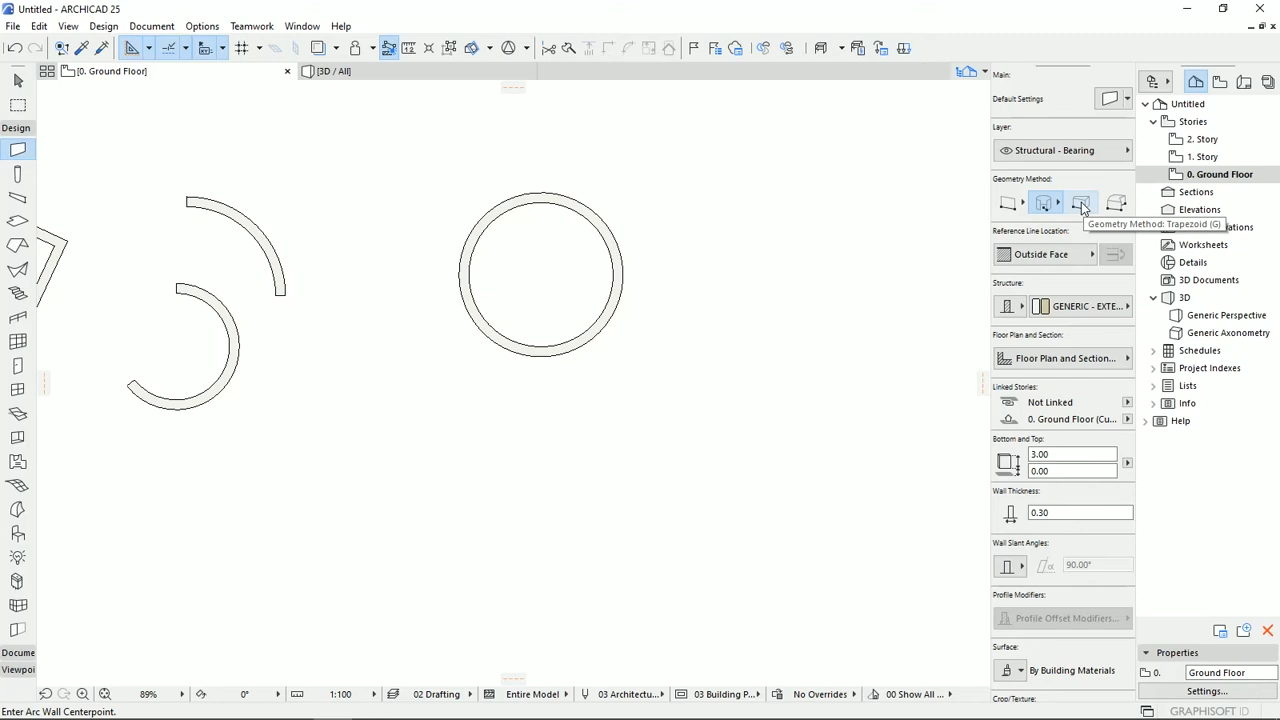 Untitled - ARCHICAD 25
File Edit View Design Document Options Teamwork Window Help
[0. Ground Floor]
[3D / All]
Design
Docume
Viewpoi
Main:
Default Settings
Layer:
Structural - Bearing
Geometry Method:
Geometry Method: Trapezoid (G)
Reference Line Location:
Outside Face
Structure:
GENERIC - EXTE...
Floor Plan and Section:
Floor Plan and Section...
Linked Stories:
Not Linked
0. Ground Floor (Cu...
Bottom and Top:
3.00
0.00
Wall Thickness:
0.30
Wall Slant Angles:
α
90.00°
Profile Modifiers:
Profile Offset Modifiers...
Surface:
By Building Materials
Crop/Texture:
Untitled
Stories
2. Story
1. Story
0. Ground Floor
Sections
Elevations
Worksheets
Details
3D Documents
3D
Generic Perspective
Generic Axonometry
Schedules
Project Indexes
Lists
Info
Help
Properties
0.
Ground Floor
Settings...
89%
0°
1:100
02 Drafting
Entire Model
03 Architectu...
03 Building P...
No Overrides
00 Show All ...
Enter Arc Wall Centerpoint.
GRAPHISOFT ID